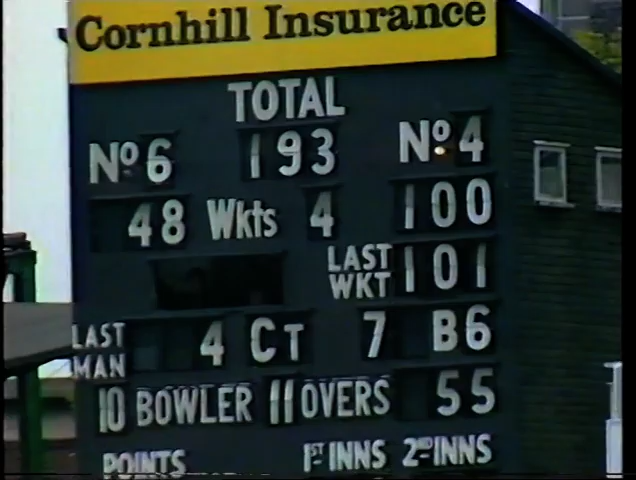 Cornhill Insurance
TOTAL
No 6 193 No 4
48 Wkts 4 100
LAST WKT 101
LAST MAN 4 CT 7 B6
10 BOWLER 11 OVERS 55
POINTS 1ST INNS 2ND INNS